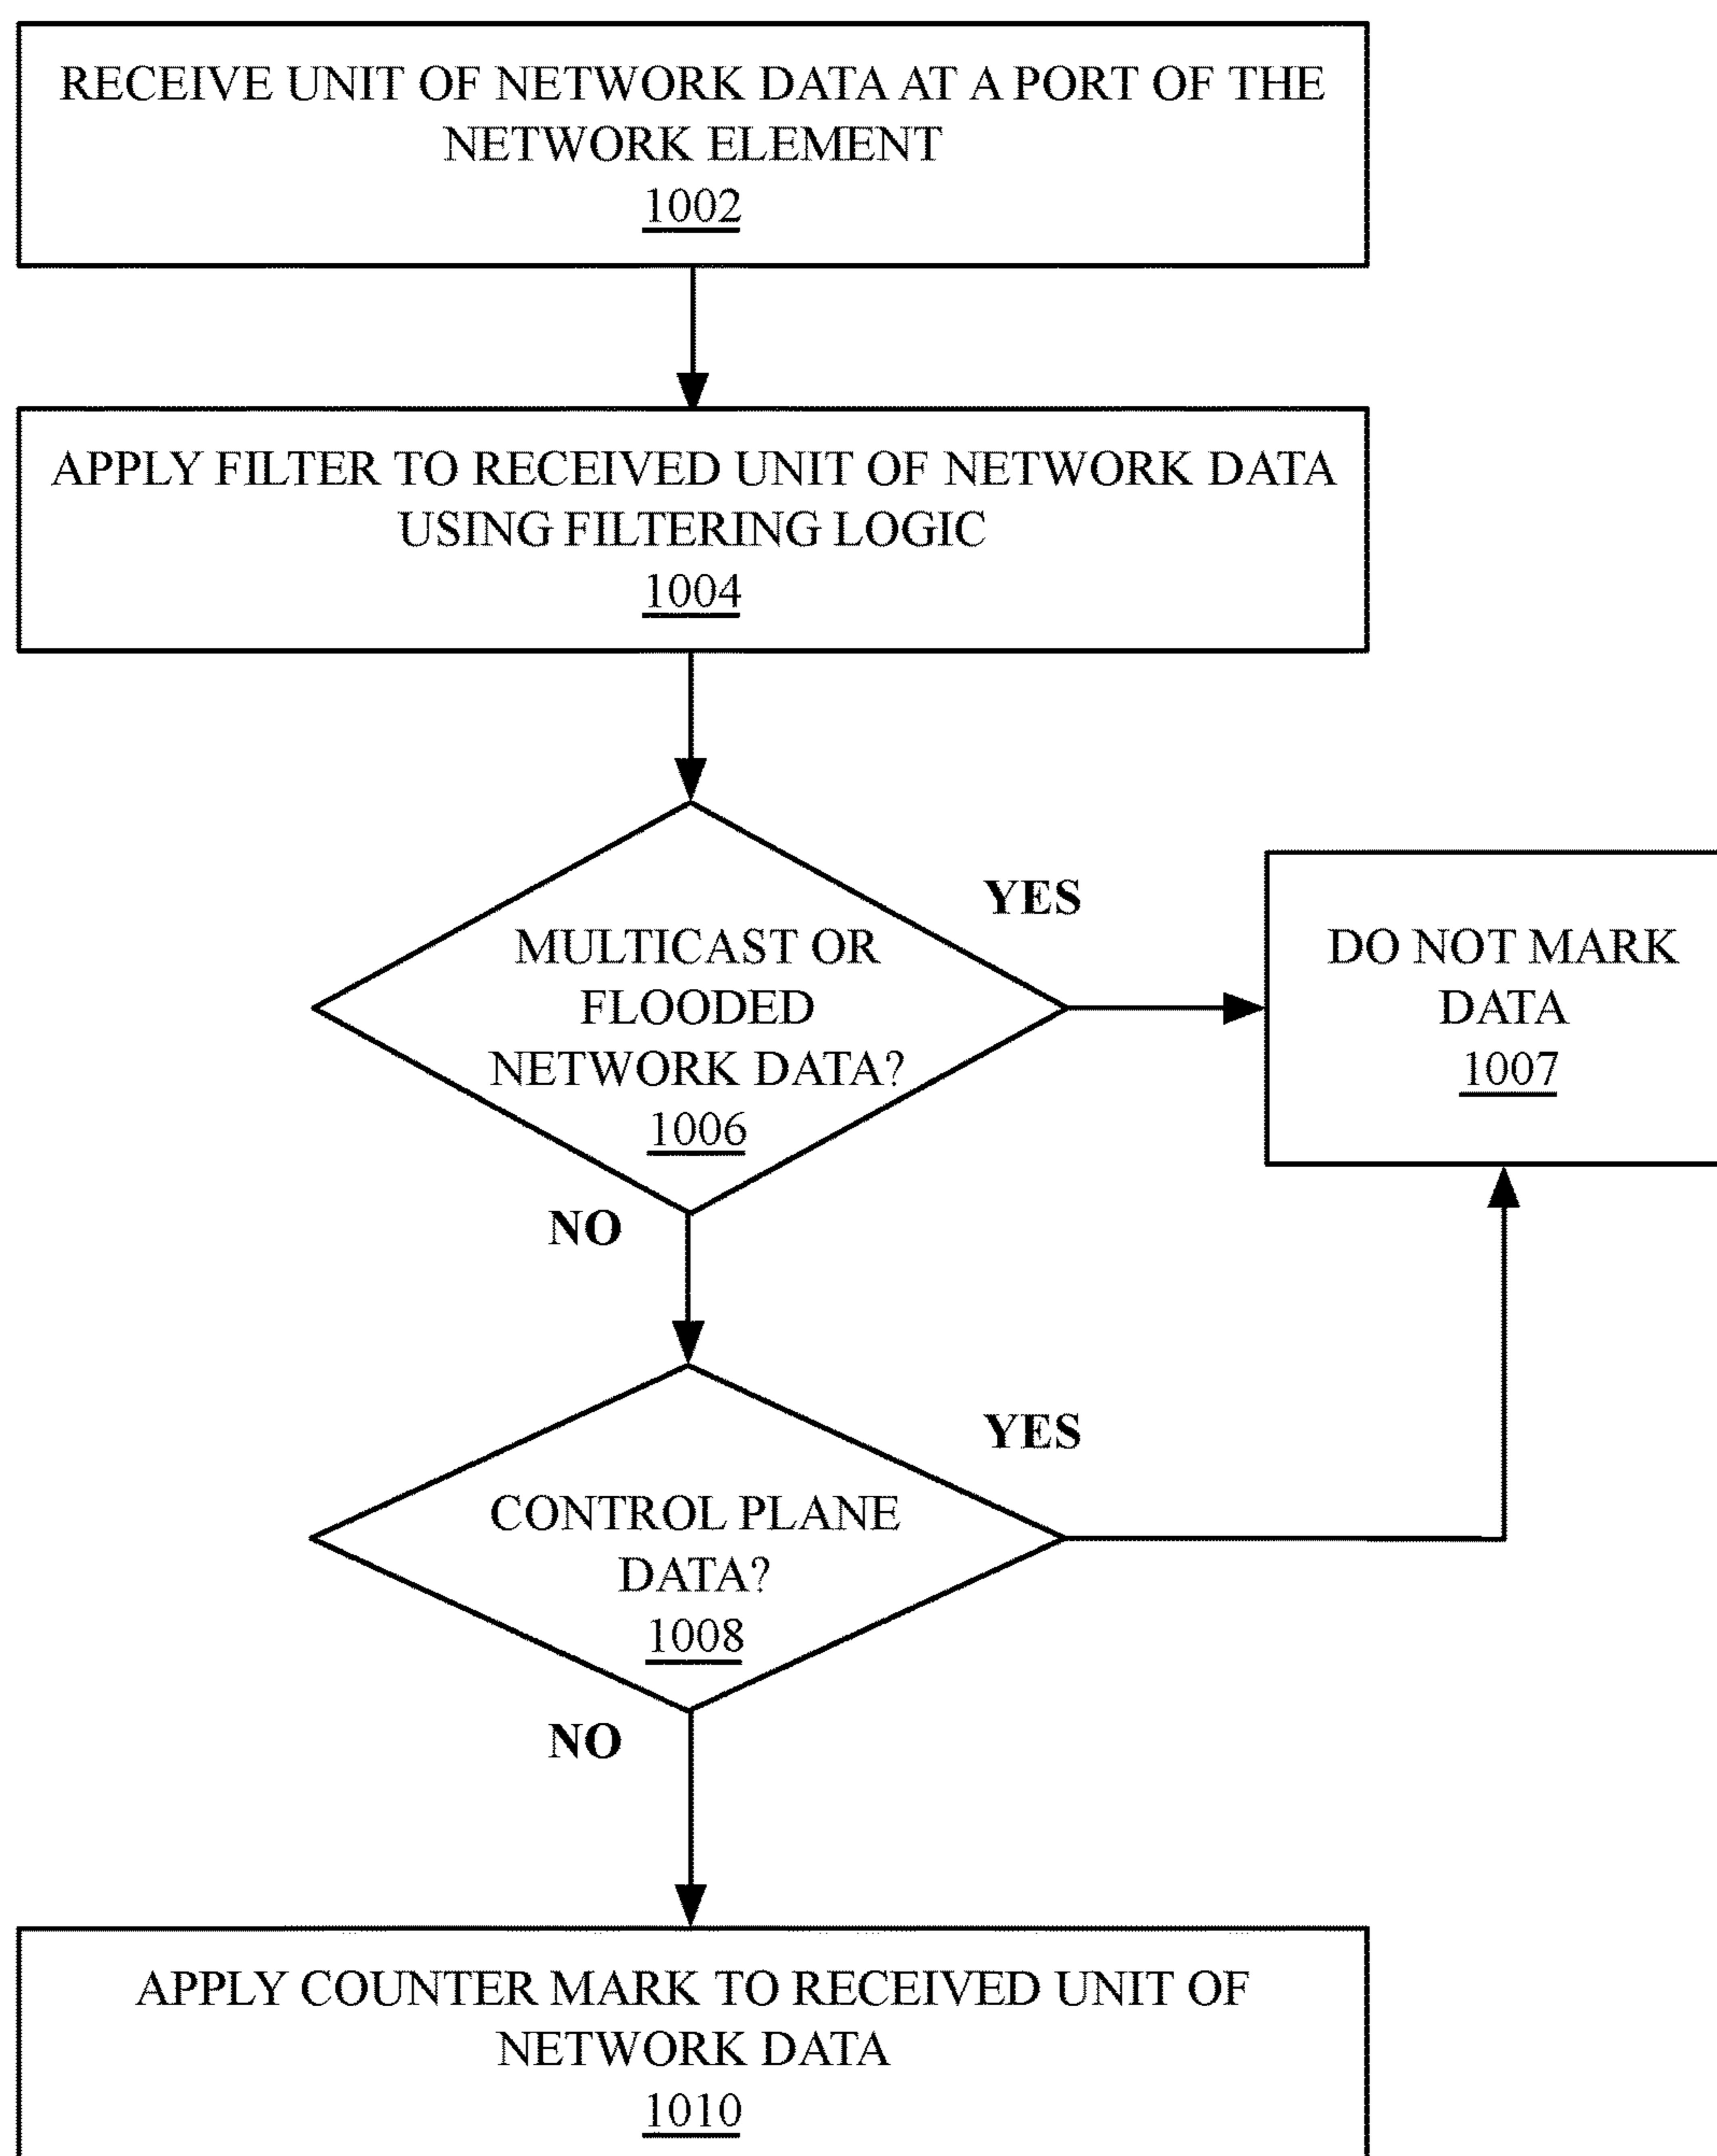 RECEIVE UNIT OF NETWORK DATA AT A PORT OF THE
NETWORK ELEMENT
1002
APPLY FILTER TO RECEIVED UNIT OF NETWORK DATA
USING FILTERING LOGIC
1004
YES
MULTICAST OR
FLOODED
NETWORK DATA?
1006
DO NOT MARK
DATA
1007
NO
YES
CONTROL PLANE
DATA?
1008
NO
APPLY COUNTER MARK TO RECEIVED UNIT OF
NETWORK DATA
1010